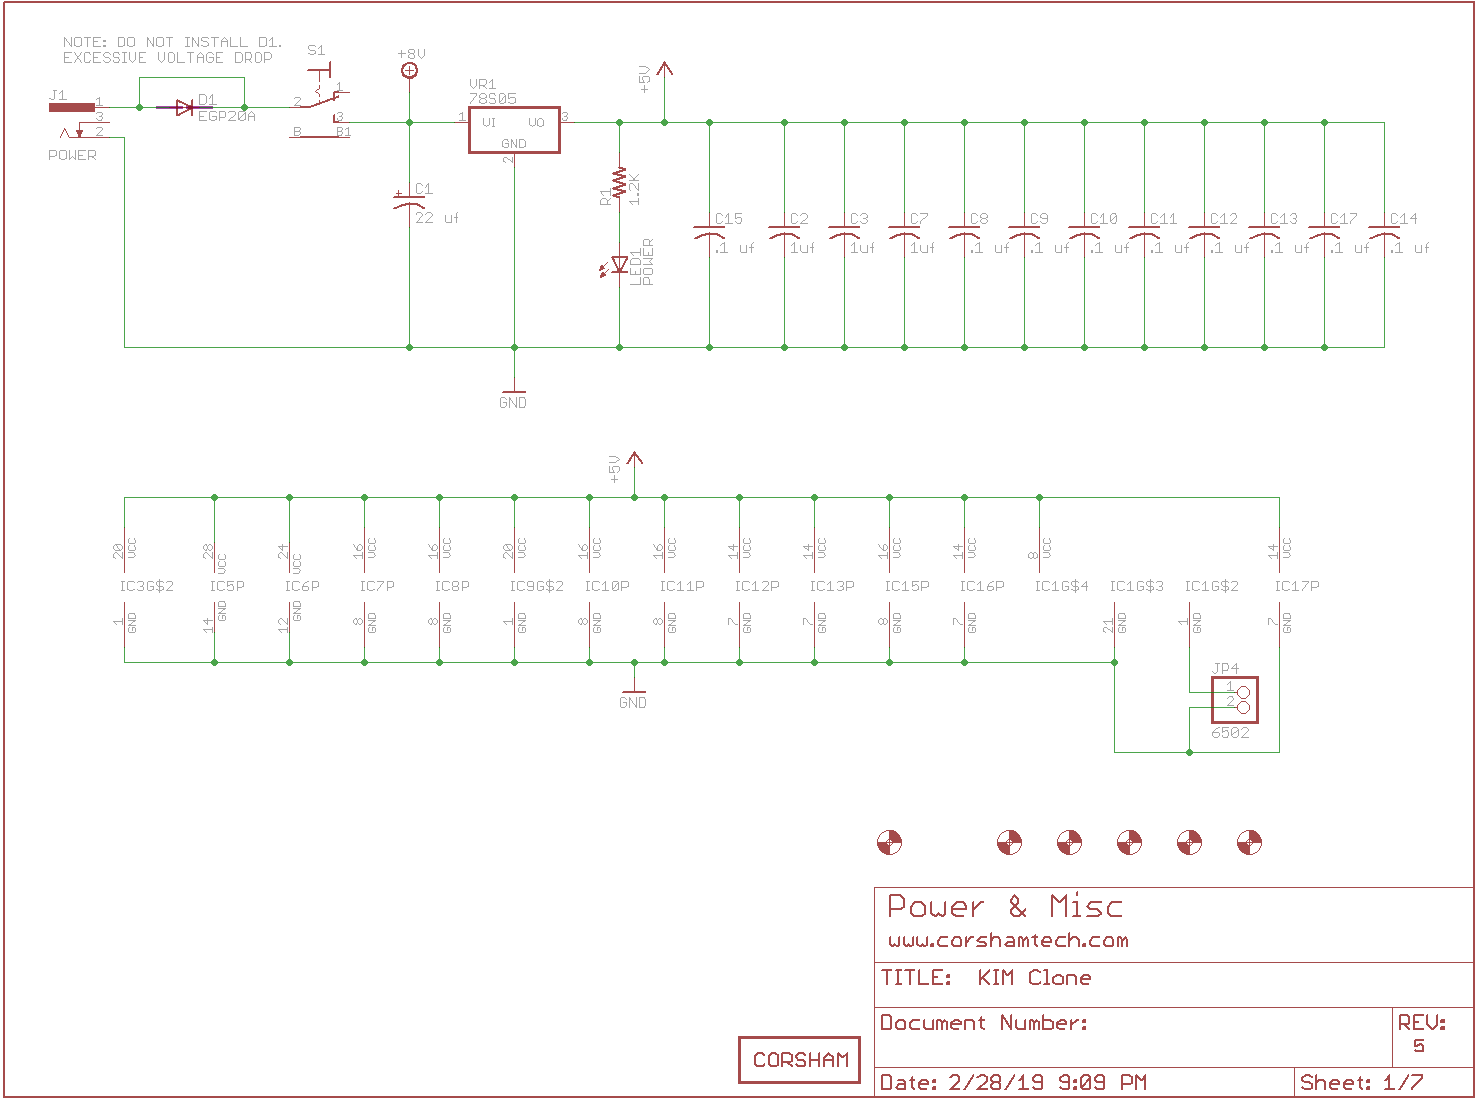 NOTE: DO NOT INSTALL D1.
EXCESSIVE VOLTAGE DROP
S1
+8V
+5V
J1
1
3
2
POWER
D1
EGP20A
2
1
3
B
B1
VR1
78S05
1
VI
VO
3
GND
2
C1
+
22 uf
R1
1.2K
LED1
POWER
C15
.1 uf
C2
1uf
C3
1uf
C7
1uf
C8
.1 uf
C9
.1 uf
C10
.1 uf
C11
.1 uf
C12
.1 uf
C13
.1 uf
C17
.1 uf
C14
.1 uf
GND
+5V
20 VCC
28 VCC
24 VCC
16 VCC
16 VCC
20 VCC
16 VCC
16 VCC
14 VCC
14 VCC
16 VCC
14 VCC
8 VCC
14 VCC
IC3G$2 IC5P IC6P IC7P IC8P IC9G$2 IC10P IC11P IC12P IC13P IC15P IC16P IC1G$4 IC1G$3 IC1G$2 IC17P
1 GND
14 GND
12 GND
8 GND
8 GND
1 GND
8 GND
8 GND
7 GND
7 GND
8 GND
7 GND
21 GND
1 GND
7 GND
GND
JP4
1
2
6502
Power & Misc
www.corshamtech.com
TITLE: KIM Clone
Document Number:
REV:
5
CORSHAM
Date: 2/28/19 9:09 PM
Sheet: 1/7